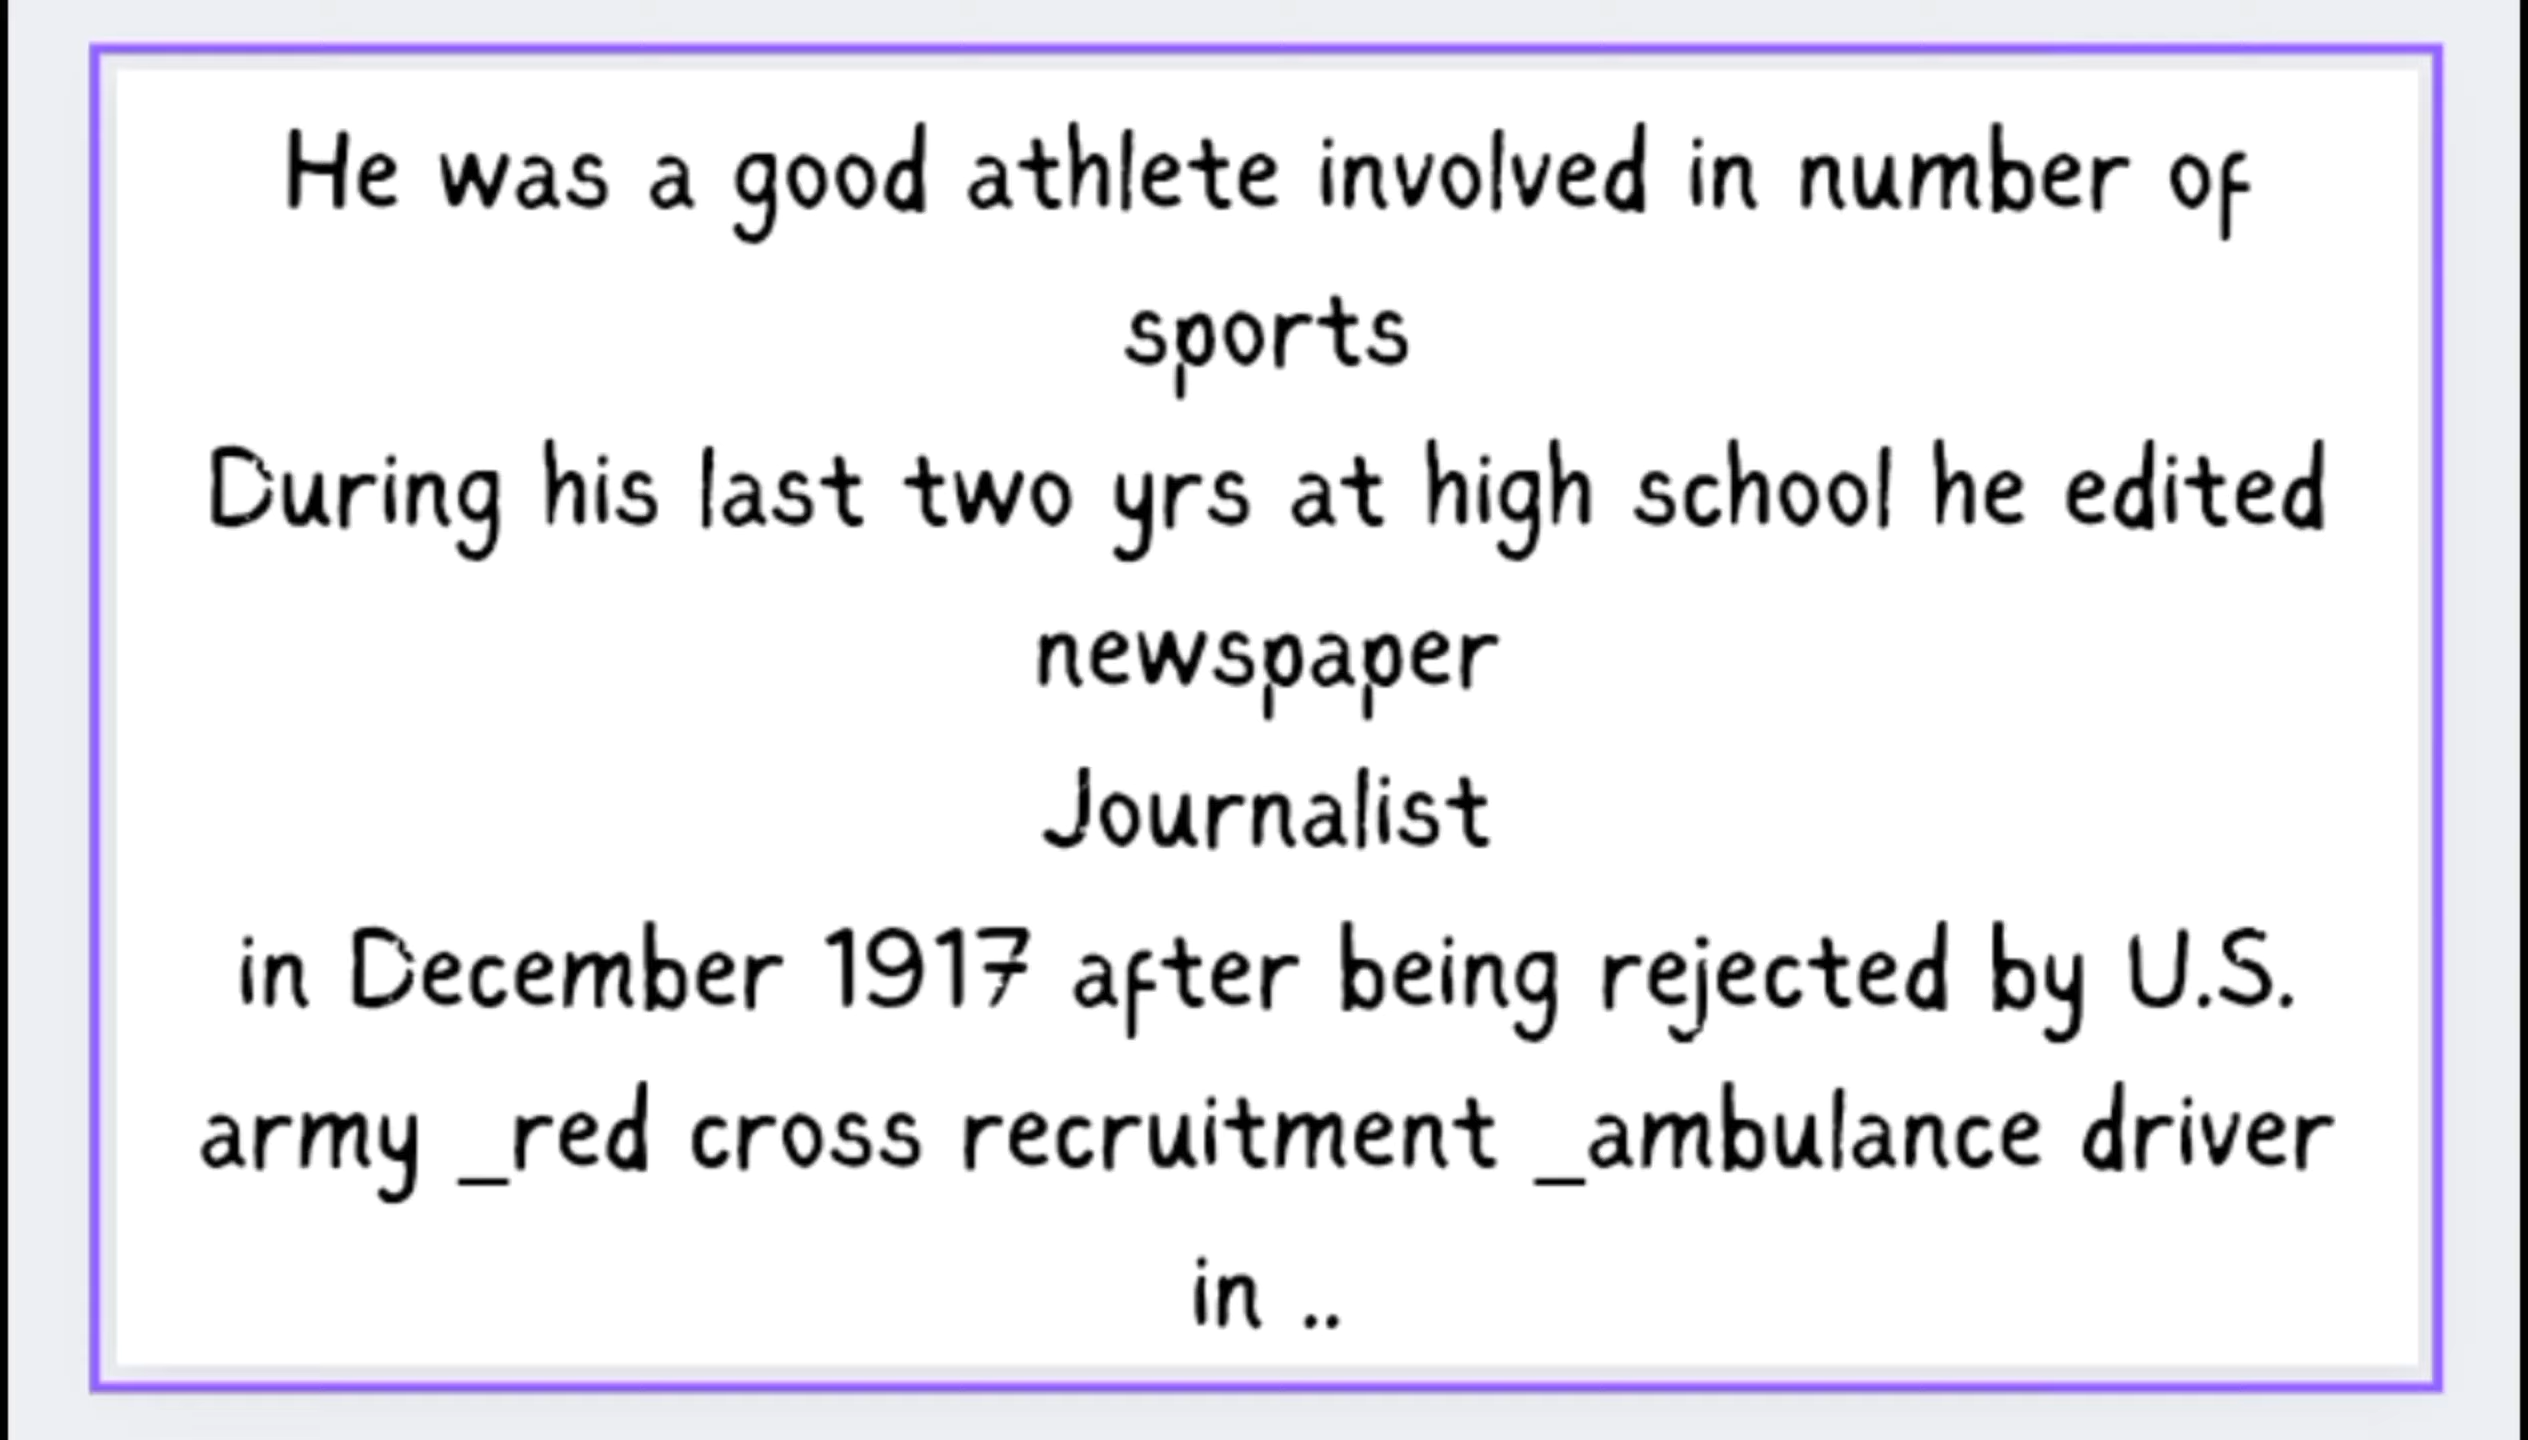 He was a good athlete involved in number of
sports
During his last two yrs at high school he edited
newspaper
Journalist
in December 1917 after being rejected by U.S.
army _red cross recruitment _ambulance driver
in ..